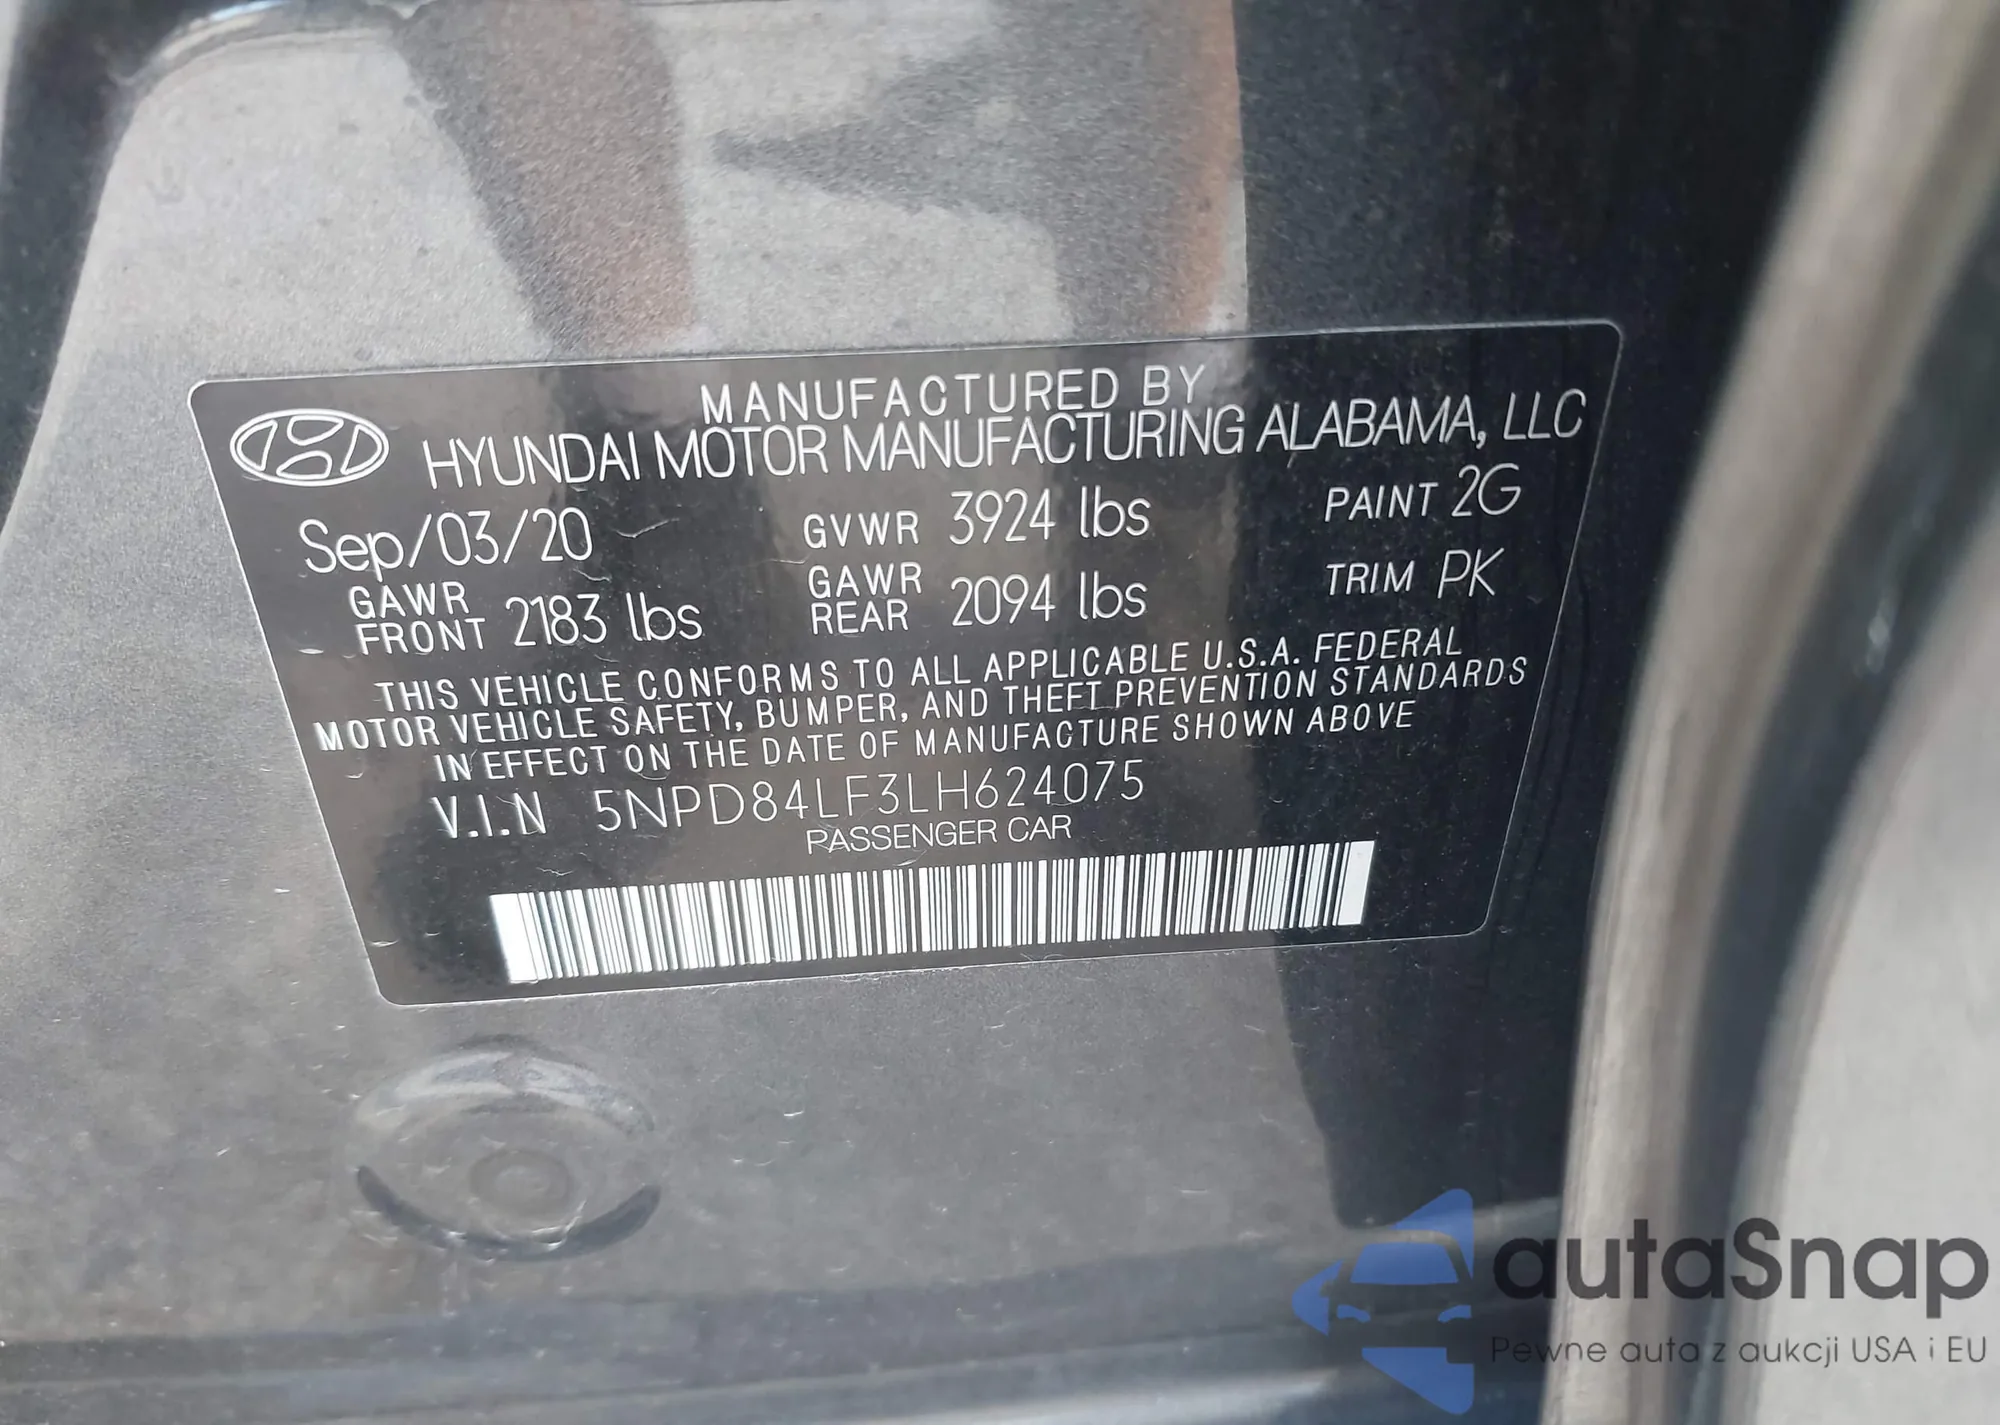 MANUFACTURED BY
HYUNDAI MOTOR MANUFACTURING ALABAMA, LLC
Sep/03/20 GVWR 3924 lbs PAINT 2G
GAWR FRONT 2183 lbs GAWR REAR 2094 lbs TRIM PK
THIS VEHICLE CONFORMS TO ALL APPLICABLE U.S.A. FEDERAL
MOTOR VEHICLE SAFETY, BUMPER, AND THEFT PREVENTION STANDARDS
IN EFFECT ON THE DATE OF MANUFACTURE SHOWN ABOVE
V.I.N 5NPD84LF3LH624075
PASSENGER CAR
autaSnap
Pewne auta z aukcji USA i EU